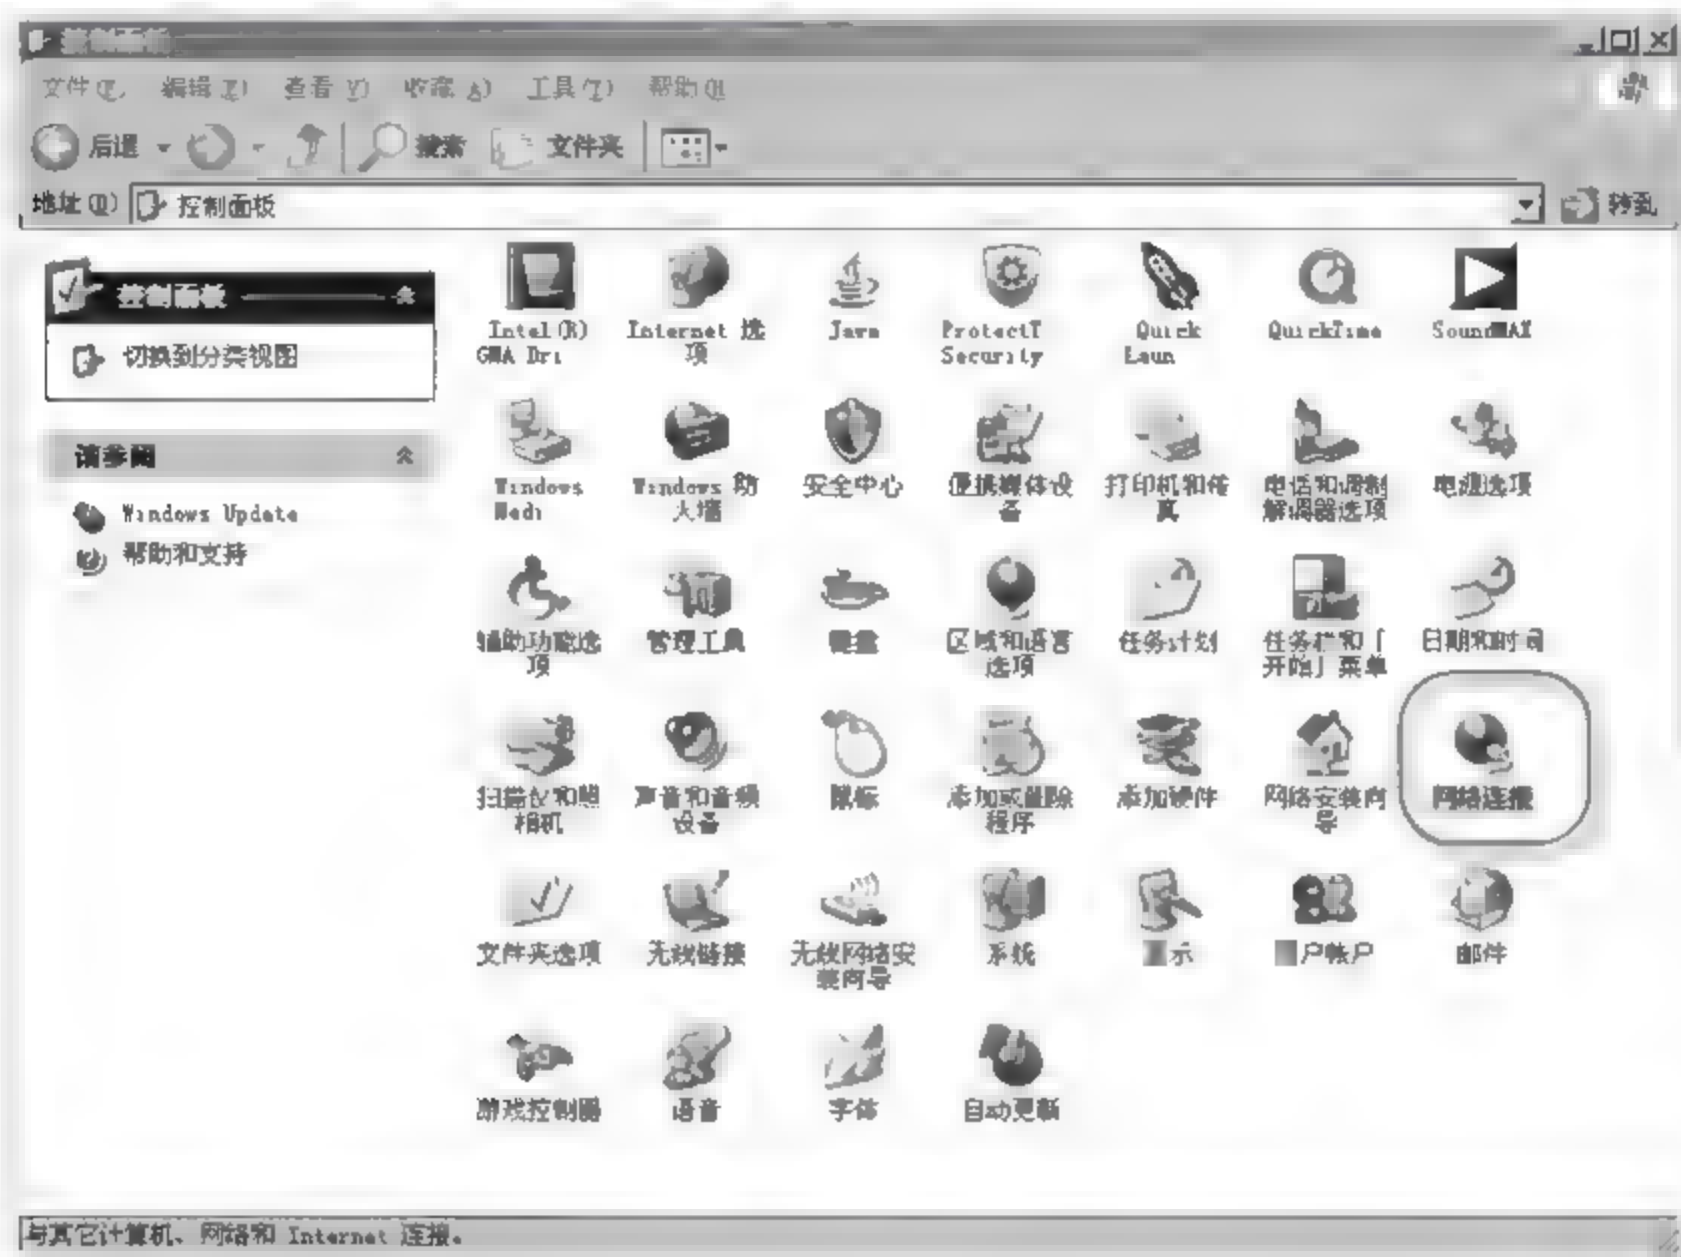 控制面板
文件(F) 编辑(E) 查看(V) 收藏(A) 工具(T) 帮助(H)
后退 搜索 文件夹
地址(D) 控制面板 转到
控制面板
切换到分类视图
请参阅
Windows Update
帮助和支持
Intel(R) GMA Dri
Internet 选项
Java
ProtectT Security
Quick Laun
QuickTime
SoundMAX
Windows Medi
Windows 防火墙
安全中心
便携媒体设备
打印机和传真
电话和调制解调器选项
电源选项
辅助功能选项
管理工具
键盘
区域和语言选项
任务计划
任务栏和「开始」菜单
日期和时间
扫描仪和照相机
声音和音频设备
鼠标
添加或删除程序
添加硬件
网络安装向导
网络连接
文件夹选项
无线链接
无线网络安装向导
系统
示
户帐户
邮件
游戏控制器
语音
字体
自动更新
与其它计算机、网络和 Internet 连接。